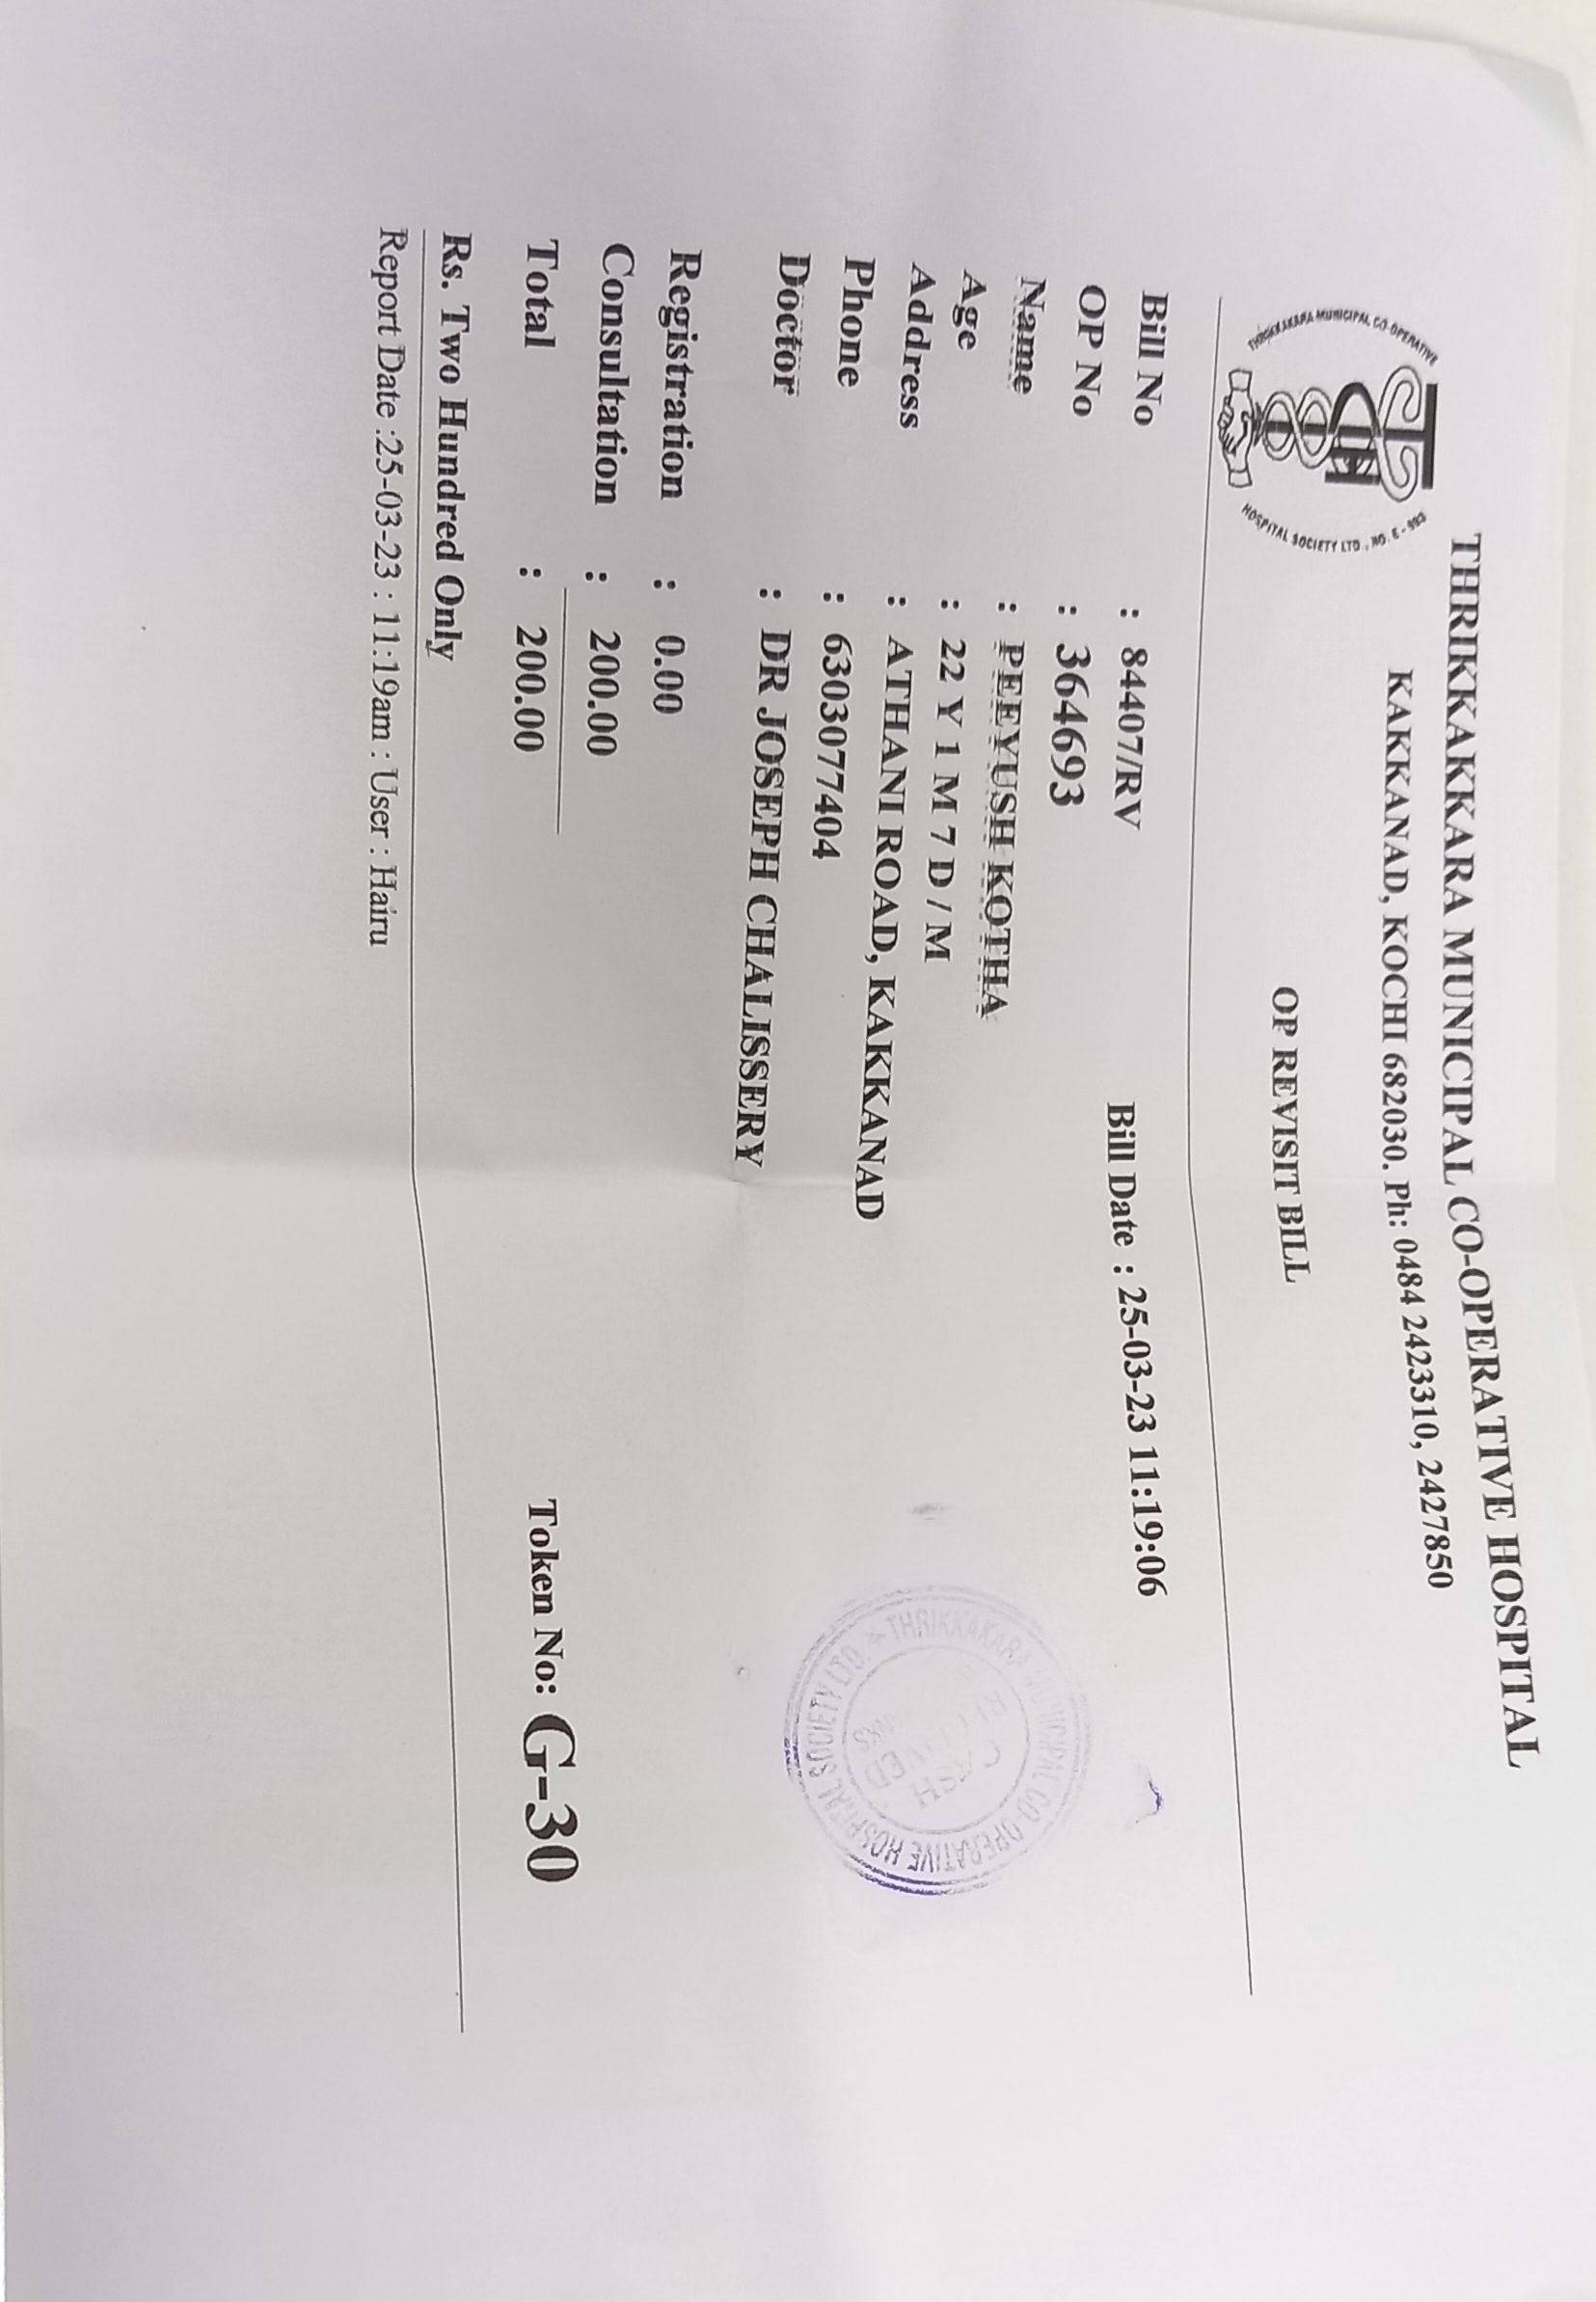 THRIKKAKKARA MUNICIPAL CO-OPERATIVE HOSPITAL
KAKKANAD, KOCHI 682030. Ph: 0484 2423310, 2427850
THRIKKAKARA MUNICIPAL CO-OPERATIVE
HOSPITAL SOCIETY LTD., NO. E - 993
OP REVISIT BILL
Bill No : 84407/RV Bill Date : 25-03-23 11:19:06
OP No : 364693
Name : PEEYUSH KOTHA
Age : 22 Y 1 M 7 D / M
Address : ATHANI ROAD, KAKKANAD
Phone : 6303077404
Doctor : DR JOSEPH CHALISSERY
THRIKKAKARA MUNICIPAL CO-OPERATIVE HOSPITAL SOCIETY LTD.
CASH
RECEIVED
Registration : 0.00
Consultation : 200.00
Total : 200.00 Token No: G-30
Rs. Two Hundred Only
Report Date :25-03-23 : 11:19am : User : Hairu